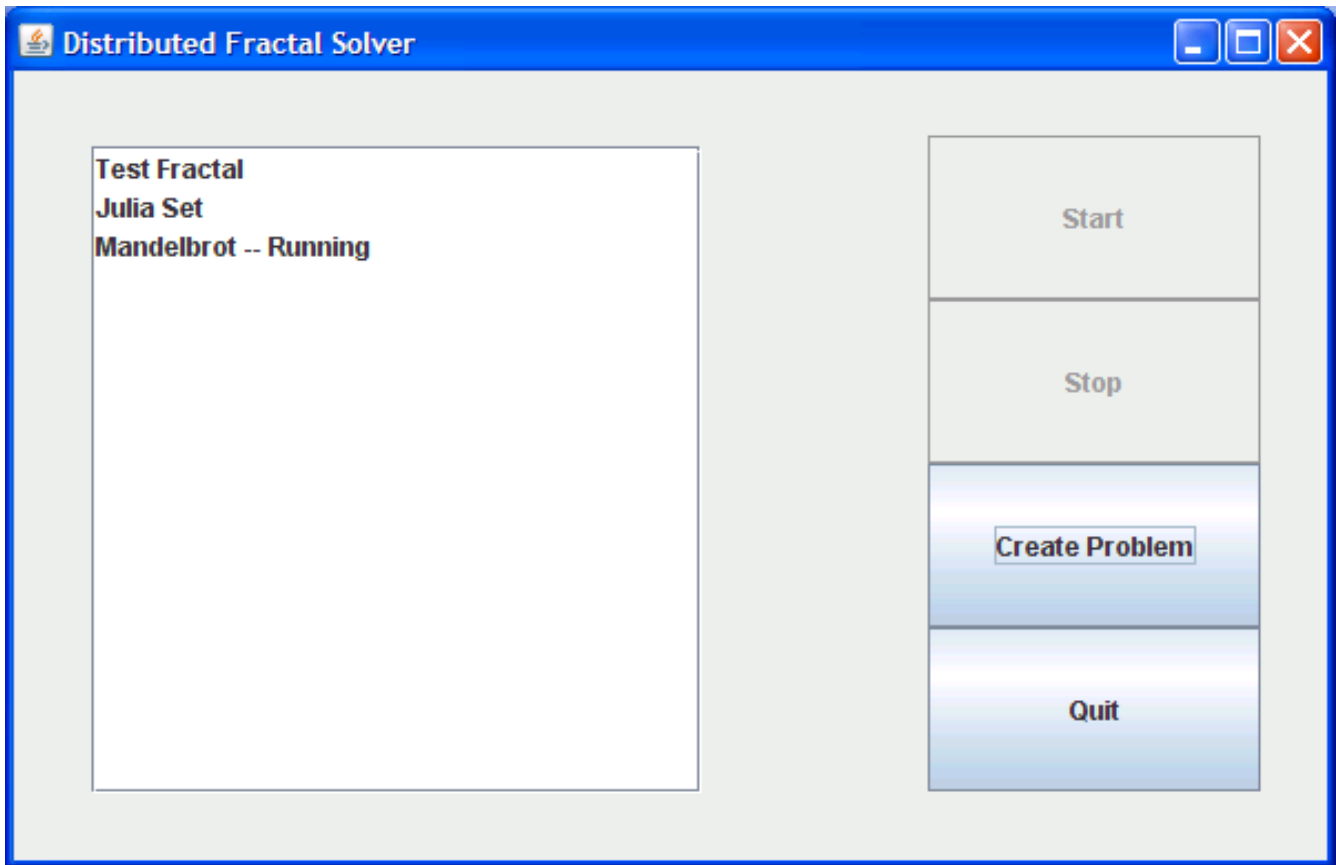 Distributed Fractal Solver
Test Fractal
Julia Set
Mandelbrot -- Running
Start
Stop
Create Problem
Quit